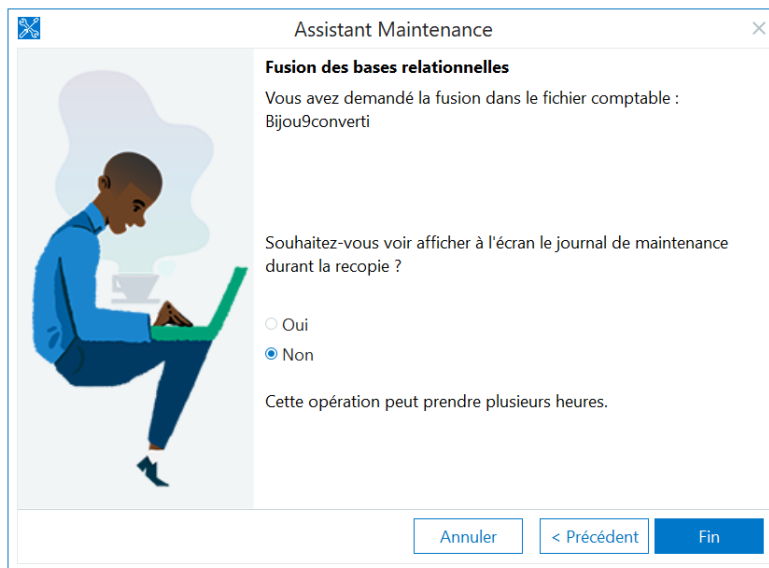 Assistant Maintenance
Fusion des bases relationnelles
Vous avez demandé la fusion dans le fichier comptable :
Bijou9converti
Souhaitez-vous voir afficher à l'écran le journal de maintenance
durant la recopie ?
Oui
Non
Cette opération peut prendre plusieurs heures.
Annuler
< Précédent
Fin